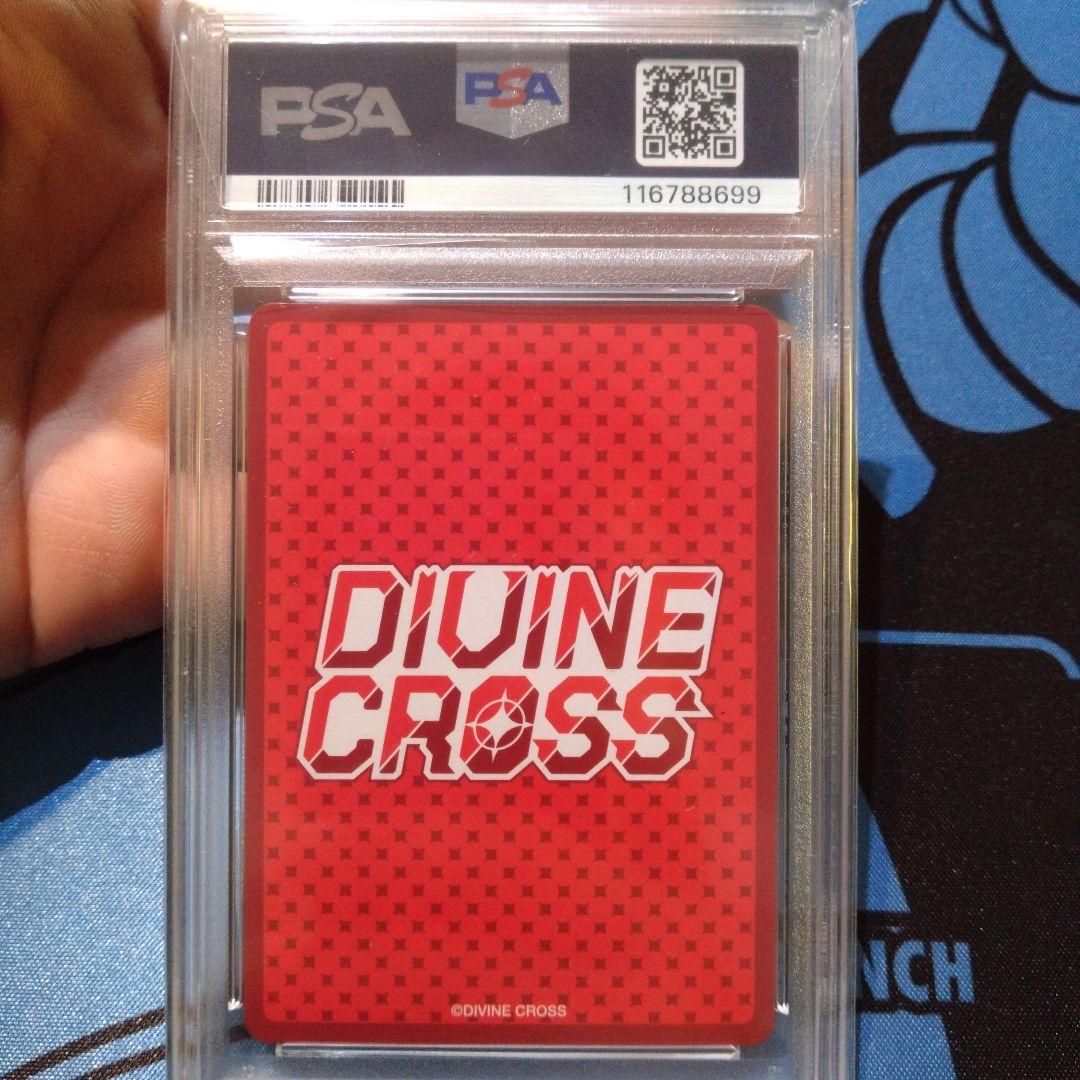 PSA
PSA
116788699
DIVINE
CROSS
©DIVINE CROSS
NCH